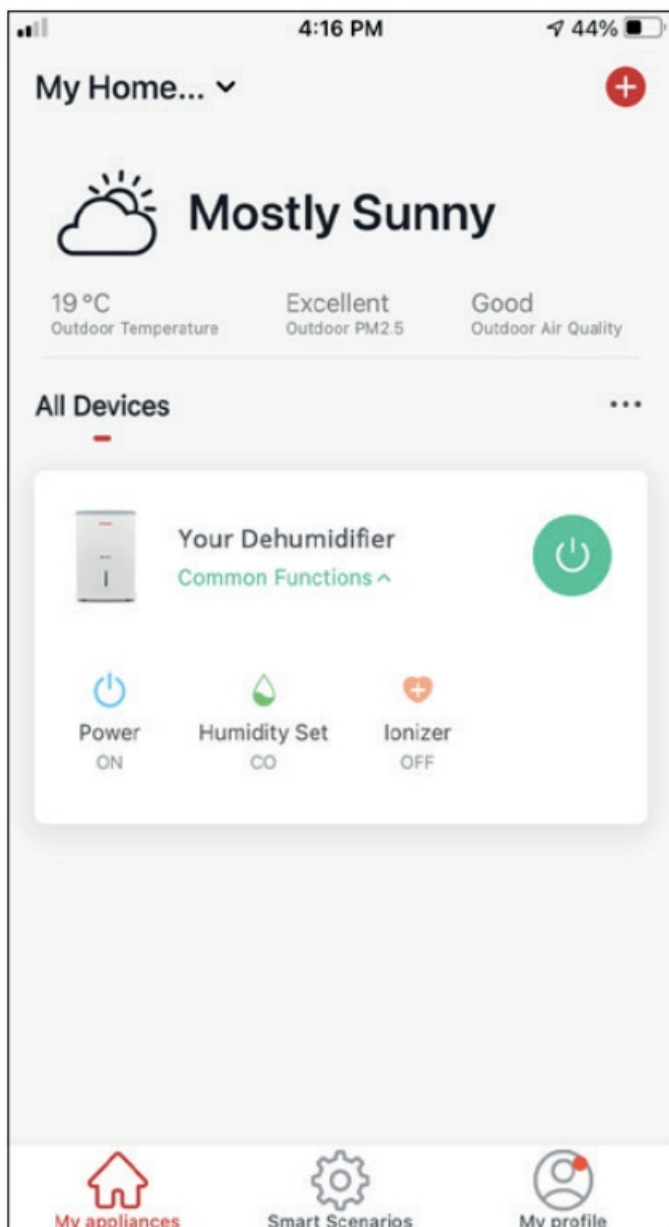 4:16 PM 44%
My Home...
Mostly Sunny
19 °C Excellent Good
Outdoor Temperature Outdoor PM2.5 Outdoor Air Quality
All Devices
Your Dehumidifier
Common Functions
Power Humidity Set Ionizer
ON CO OFF
My appliances Smart Scenarios My profile